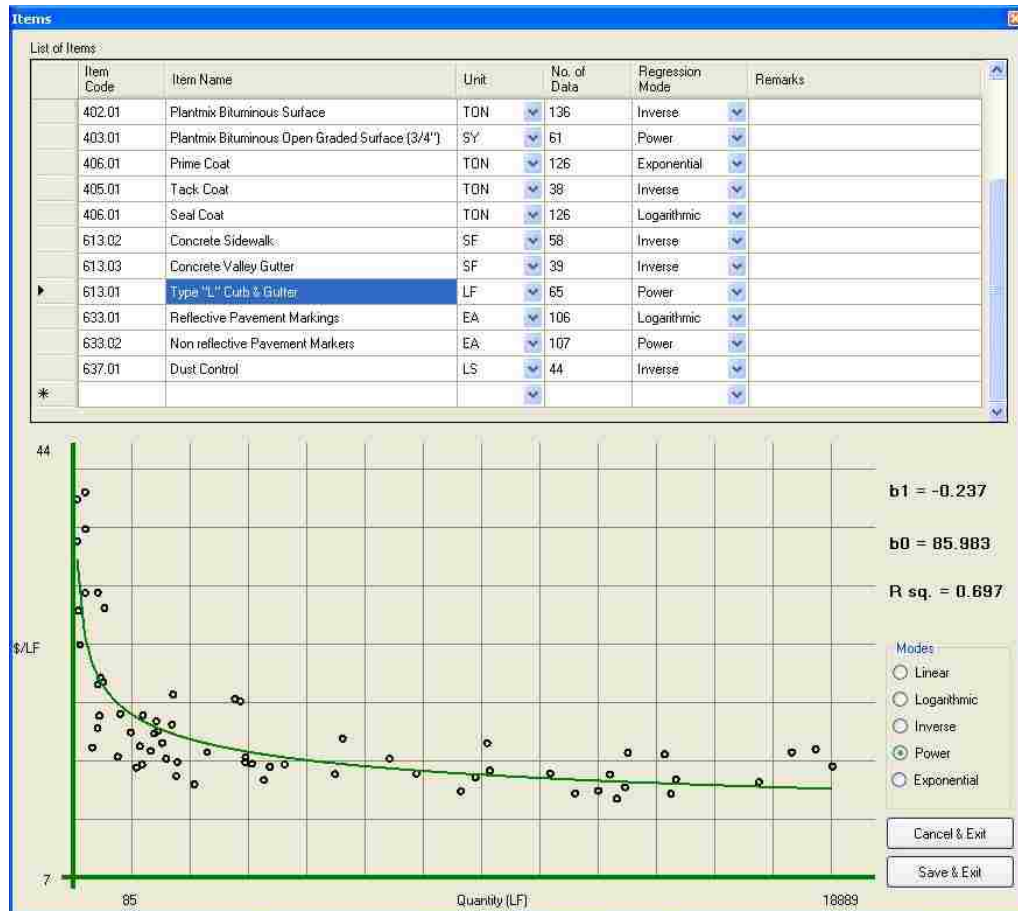 Items
List of Items
Item Code Item Name Unit No. of Data Regression Mode Remarks
402.01 Plantmix Bituminous Surface TON 136 Inverse
403.01 Plantmix Bituminous Open Graded Surface (3/4") SY 61 Power
406.01 Prime Coat TON 126 Exponential
405.01 Tack Coat TON 38 Inverse
406.01 Seal Coat TON 126 Logarithmic
613.02 Concrete Sidewalk SF 58 Inverse
613.03 Concrete Valley Gutter SF 39 Inverse
613.01 Type "L" Curb & Gutter LF 65 Power
633.01 Reflective Pavement Markings EA 106 Logarithmic
633.02 Non reflective Pavement Markers EA 107 Power
637.01 Dust Control LS 44 Inverse
*
44
b1 = -0.237
b0 = 85.983
R sq. = 0.697
$/LF
Modes
Linear
Logarithmic
Inverse
Power
Exponential
Cancel & Exit
Save & Exit
7
85 Quantity (LF) 18889